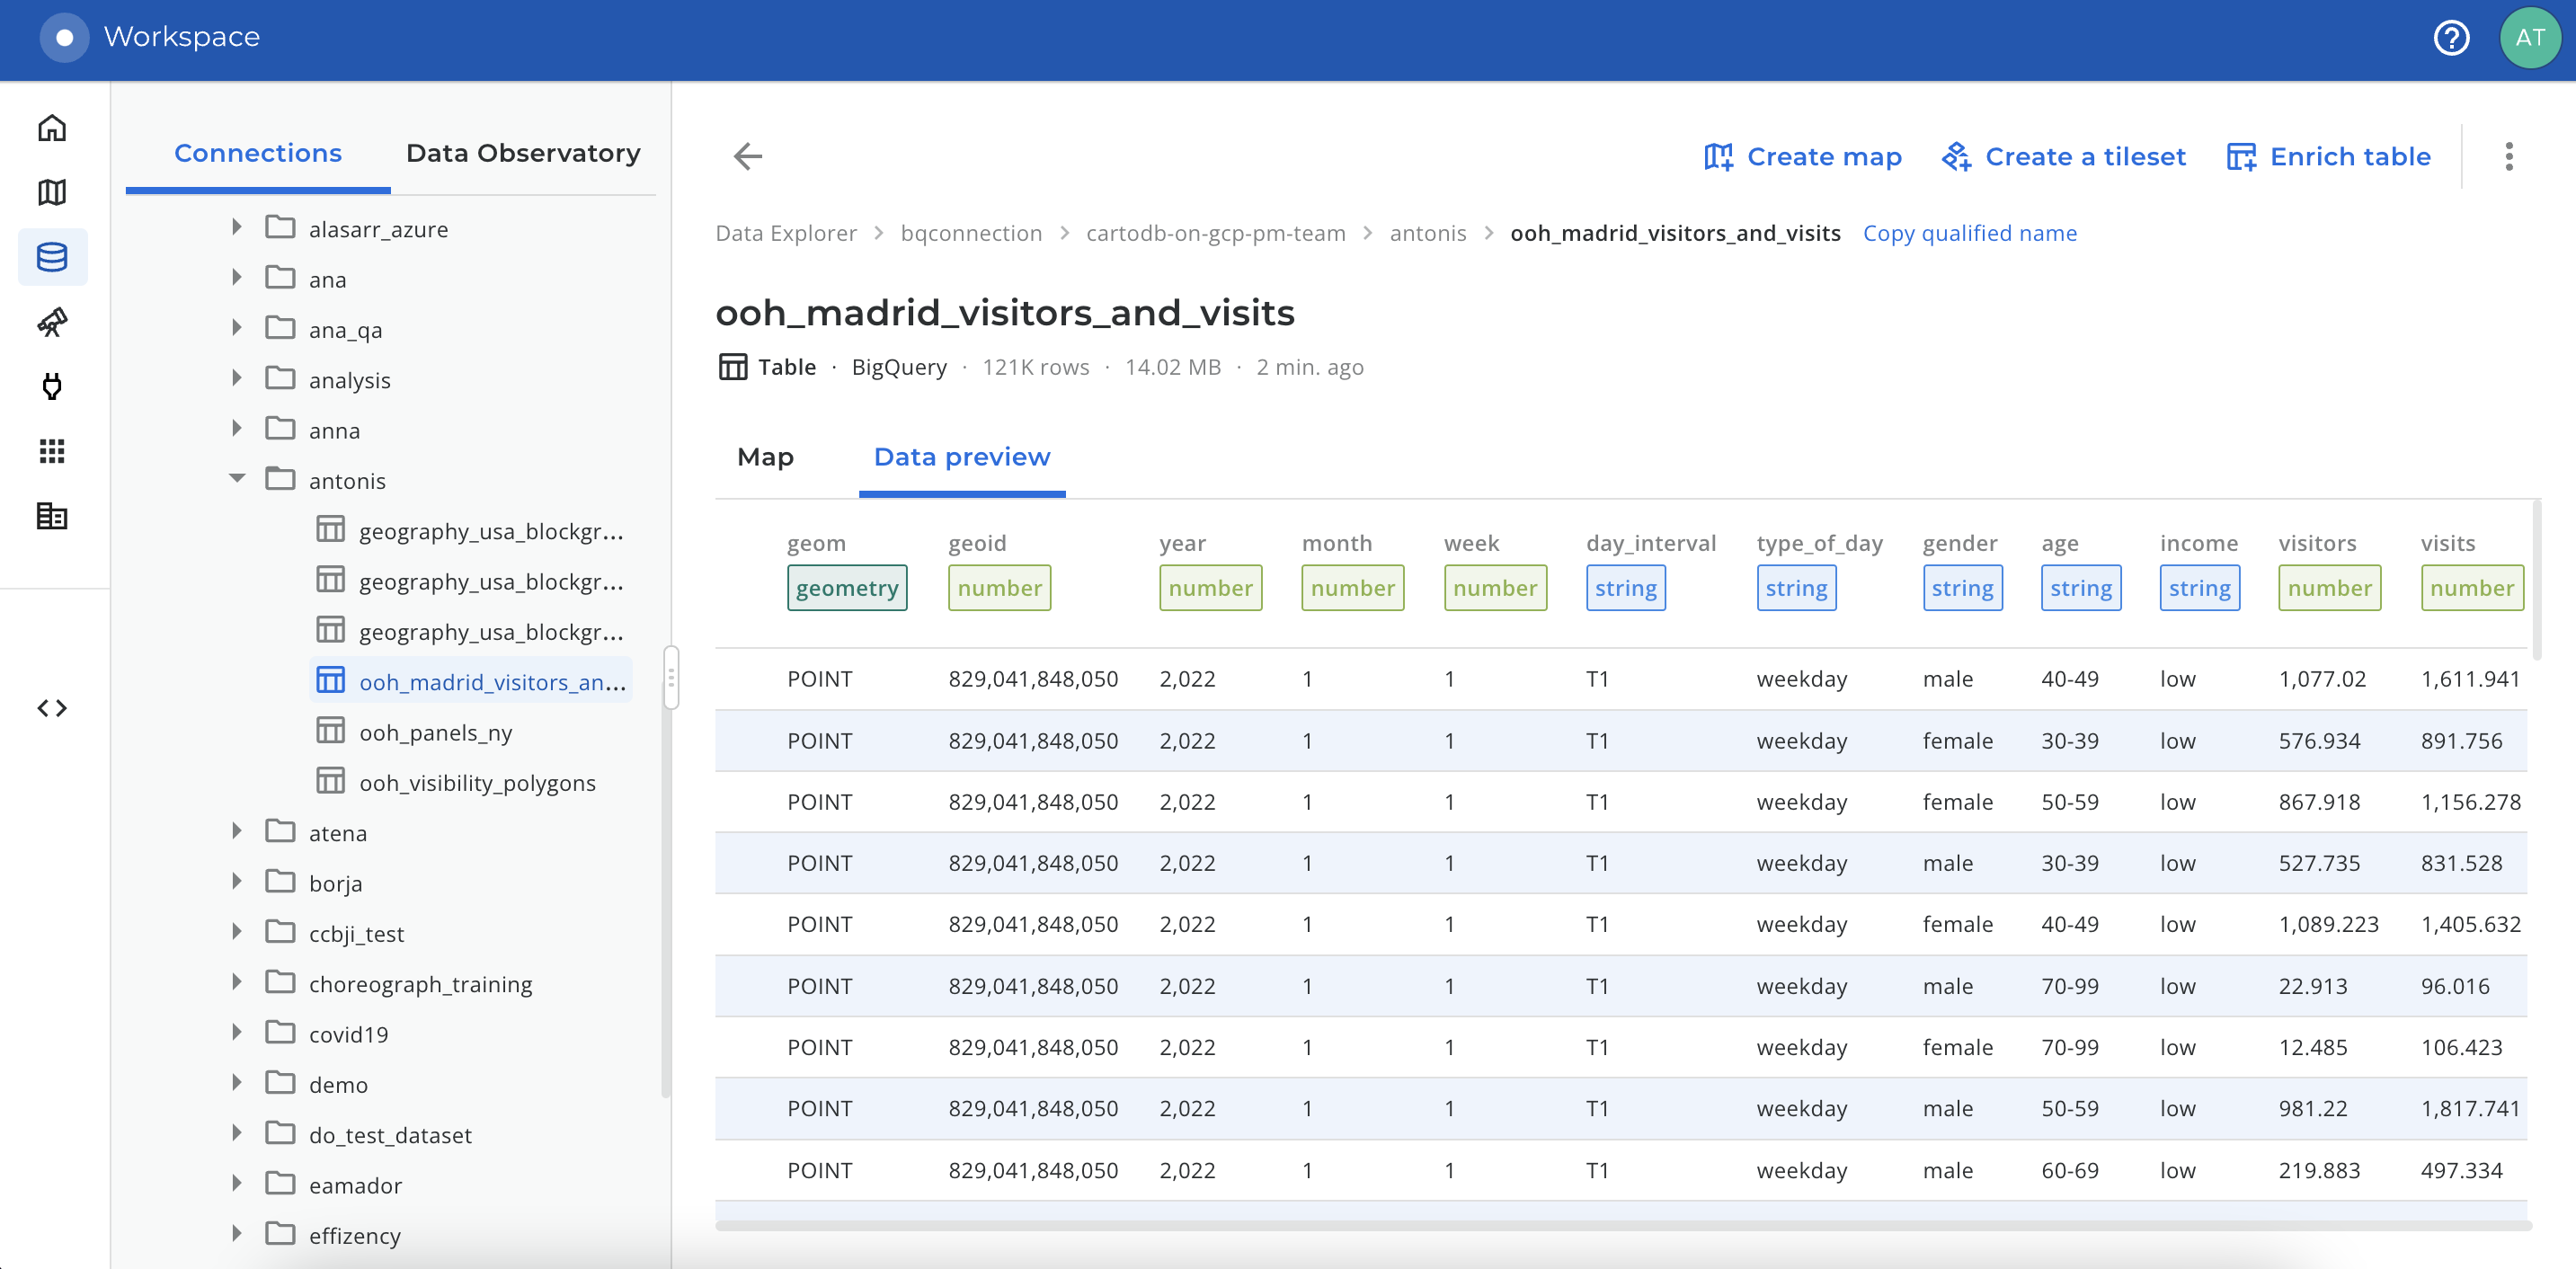 Workspace
AT
Connections
Data Observatory
alasarr_azure
ana
ana_qa
analysis
anna
antonis
geography_usa_blockgr...
geography_usa_blockgr...
geography_usa_blockgr...
ooh_madrid_visitors_an...
ooh_panels_ny
ooh_visibility_polygons
atena
borja
ccbji_test
choreograph_training
covid19
demo
do_test_dataset
eamador
effizency
Create map
Create a tileset
Enrich table
Data Explorer > bqconnection > cartodb-on-gcp-pm-team > antonis > ooh_madrid_visitors_and_visits Copy qualified name
ooh_madrid_visitors_and_visits
Table · BigQuery · 121K rows · 14.02 MB · 2 min. ago
Map
Data preview
geom geoid year month week day_interval type_of_day gender age income visitors visits
geometry number number number number string string string string string number number
POINT 829,041,848,050 2,022 1 1 T1 weekday male 40-49 low 1,077.02 1,611.941
POINT 829,041,848,050 2,022 1 1 T1 weekday female 30-39 low 576.934 891.756
POINT 829,041,848,050 2,022 1 1 T1 weekday female 50-59 low 867.918 1,156.278
POINT 829,041,848,050 2,022 1 1 T1 weekday male 30-39 low 527.735 831.528
POINT 829,041,848,050 2,022 1 1 T1 weekday female 40-49 low 1,089.223 1,405.632
POINT 829,041,848,050 2,022 1 1 T1 weekday male 70-99 low 22.913 96.016
POINT 829,041,848,050 2,022 1 1 T1 weekday female 70-99 low 12.485 106.423
POINT 829,041,848,050 2,022 1 1 T1 weekday male 50-59 low 981.22 1,817.741
POINT 829,041,848,050 2,022 1 1 T1 weekday male 60-69 low 219.883 497.334